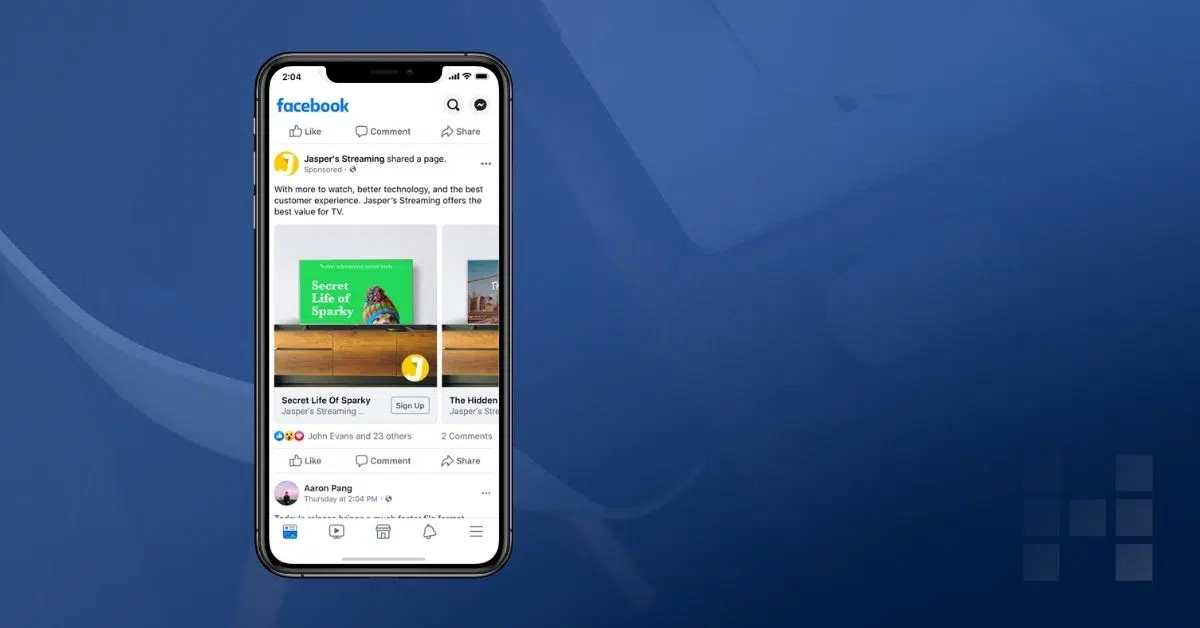 2:04
facebook
Like Comment Share
Jasper's Streaming shared a page.
Sponsored ·
With more to watch, better technology, and the best
customer experience. Jasper's Streaming offers the
best value for TV.
Secret
Life of
Sparky
Secret Life Of Sparky
Jasper's Streaming ...
Sign Up
The Hidden
Jasper's Stre
John Evans and 23 others
2 Comments
Like Comment Share
Aaron Pang
Thursday at 2:04 PM ·